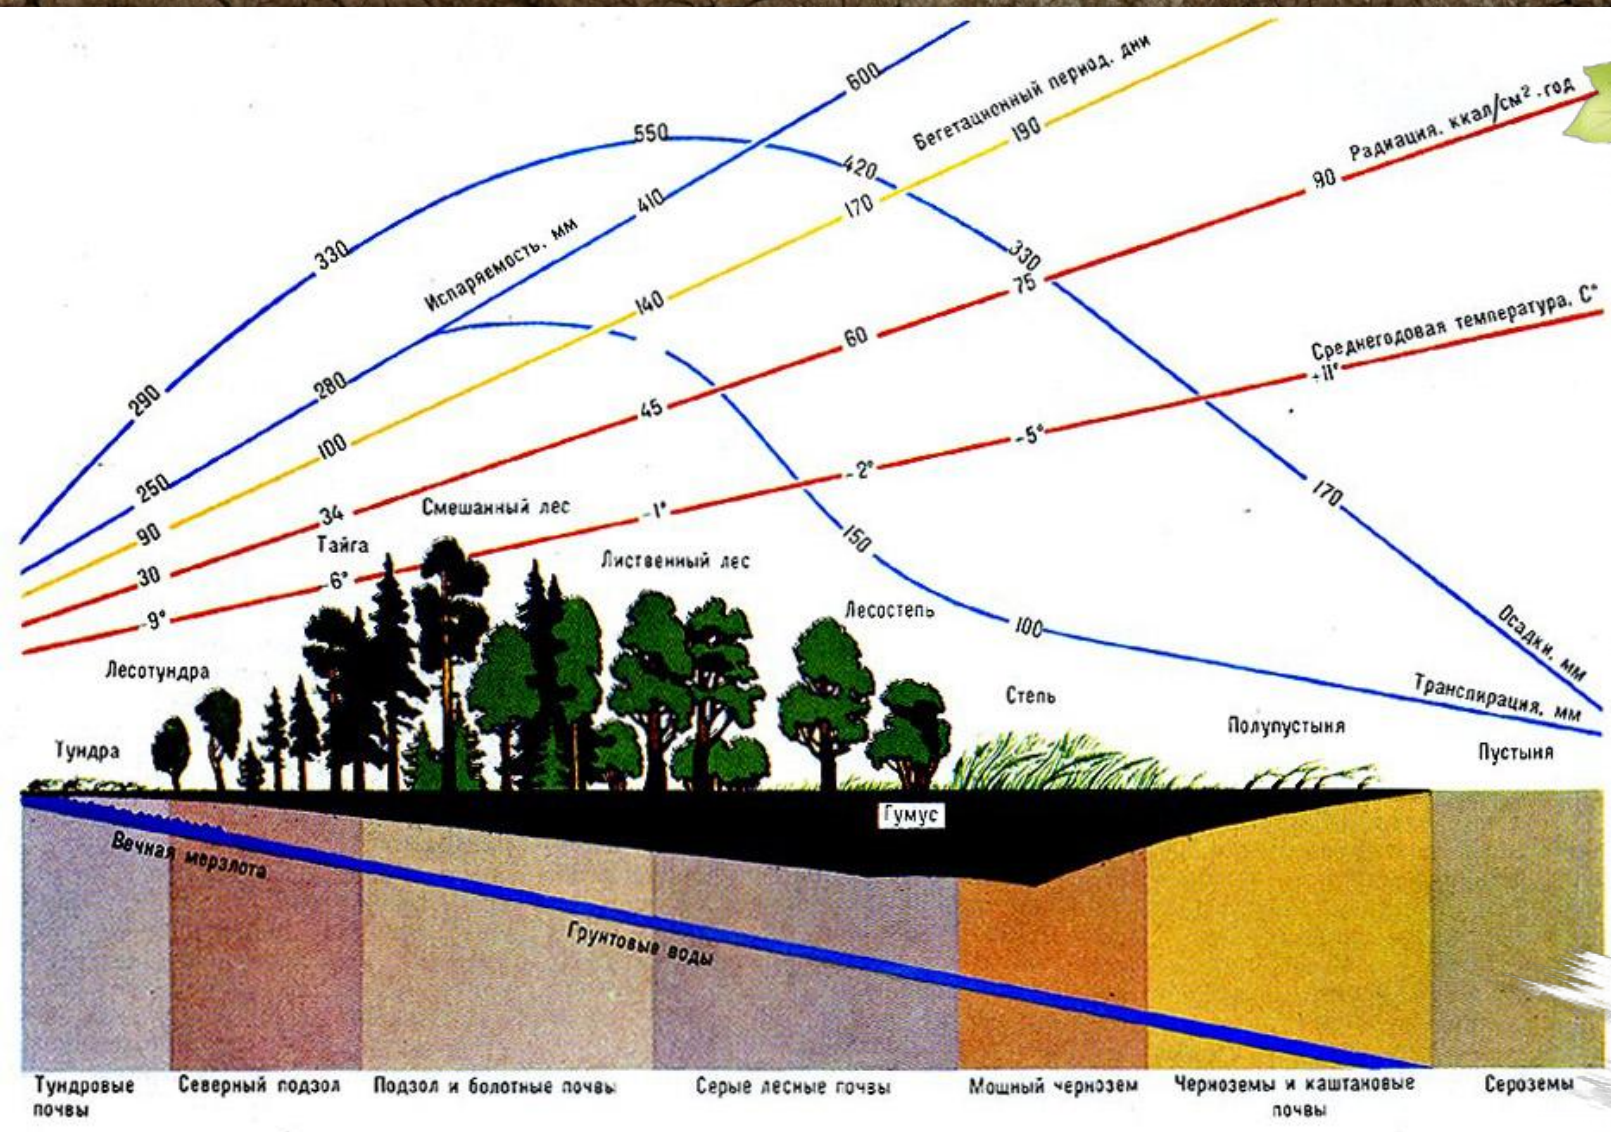 600
Бегетационный период, дни
190
Радиация, ккал/см². год
90
550
420
170
410
330
Испаряемость, мм
330
75
140
60
Среднегодовая температура, С°
+11°
290
280
100
45
-5°
-2°
250
90
34
Смешанный лес
-1°
170
Тайга
150
30
-6°
Лиственный лес
-9°
Лесостепь
100
Осадки, мм
Лесотундра
Степь
Транспирация, мм
Тундра
Полупустыня
Пустыня
Гумус
Вечная мерзлота
Грунтовые воды
Тундровые
почвы
Северный подзол
Подзол и болотные почвы
Серые лесные почвы
Мощный чернозем
Черноземы и каштановые
почвы
Сероземы